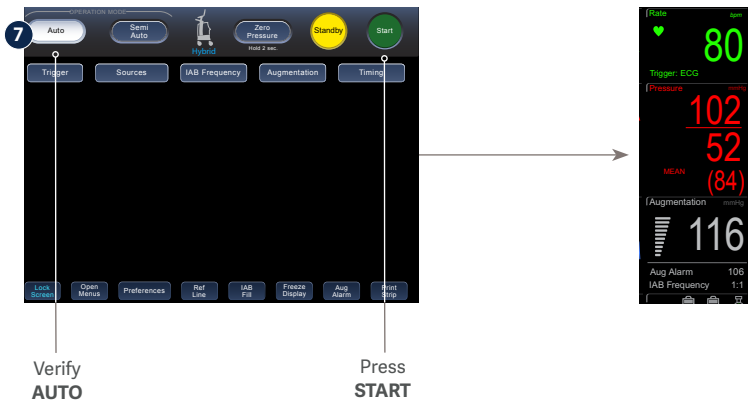 7
OPERATION MODE
Auto
Semi
Auto
Hybrid
Zero
Pressure
Hold 2 sec.
Standby
Start
Trigger
Sources
IAB Frequency
Augmentation
Timing
Lock
Screen
Open
Menus
Preferences
Ref
Line
IAB
Fill
Freeze
Display
Aug
Alarm
Print
Strip
Verify
AUTO
Press
START
Rate
bpm
80
Trigger: ECG
Pressure
mmHg
102
52
MEAN
(84)
Augmentation
mmHg
116
Aug Alarm 106
IAB Frequency 1:1